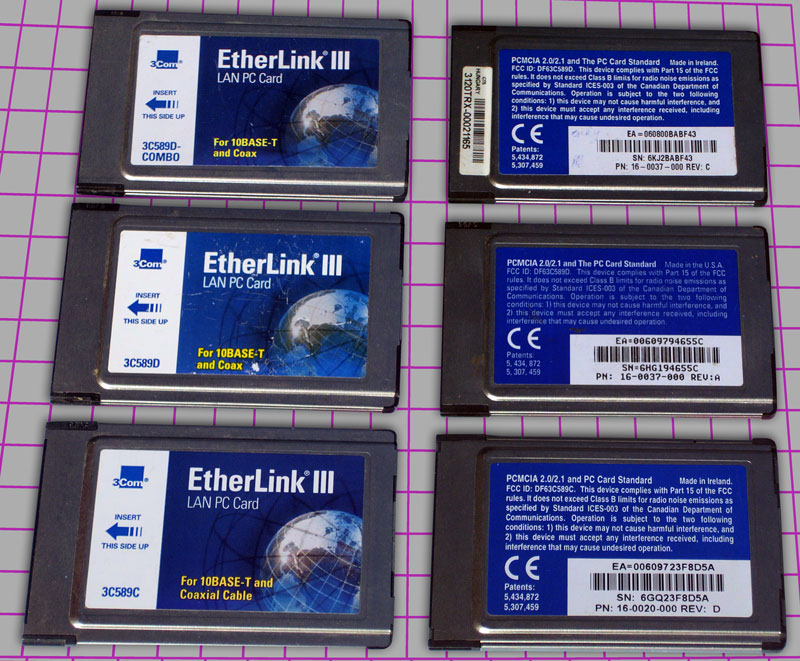 3Com®
INSERT
THIS SIDE UP
3C589D-
COMBO
EtherLink® III
LAN PC Card
For 10BASE-T
and Coax
678
HUNGARY
3120TRX-00021165
PCMCIA 2.0/2.1 and The PC Card Standard Made in Ireland.
FCC ID: DF63C589D. This device complies with Part 15 of the FCC
rules. It does not exceed Class B limits for radio noise emissions as
specified by Standard ICES-003 of the Canadian Department of
Communications. Operation is subject to the two following
conditions: 1) this device may not cause harmful interference, and
2) this device must accept any interference received, including
interference that may cause undesired operation.
CE
Patents:
5,434,872
5,307,459
EA=060800BABF43
SN: 6KJ2BABF43
PN: 16-0037-000 REV: C
3Com®
INSERT
THIS SIDE UP
3C589D
EtherLink® III
LAN PC Card
For 10BASE-T
and Coax
PCMCIA 2.0/2.1 and The PC Card Standard Made in the U.S.A.
FCC ID: DF63C589D. This device complies with Part 15 of the FCC
rules. It does not exceed Class B limits for radio noise emissions as
specified by Standard ICES-003 of the Canadian Department of
Communications. Operation is subject to the two following
conditions: 1) this device may not cause harmful interference, and
2) this device must accept any interference received, including
interference that may cause undesired operation.
CE
Patents:
5, 434, 872
5, 307, 459
EA=00609794655C
SN=6HG194655C
PN: 16-0037-000 REV:A
3Com®
INSERT
THIS SIDE UP
3C589C
EtherLink® III
LAN PC Card
For 10BASE-T and
Coaxial Cable
PCMCIA 2.0/2.1 and PC Card Standard Made in Ireland.
FCC ID: DF63C589C. This device complies with Part 15 of the FCC
rules. It does not exceed Class B limits for radio noise emissions as
specified by Standard ICES-003 of the Canadian Department of
Communications. Operation is subject to the two following
conditions: 1) this device may not cause harmful interference, and
2) this device must accept any interference received, including
interference that may cause undesired operation.
CE
Patents:
5,434,872
5,307,459
EA=00609723F8D5A
SN: 6GQ23F8D5A
PN: 16-0020-000 REV: D